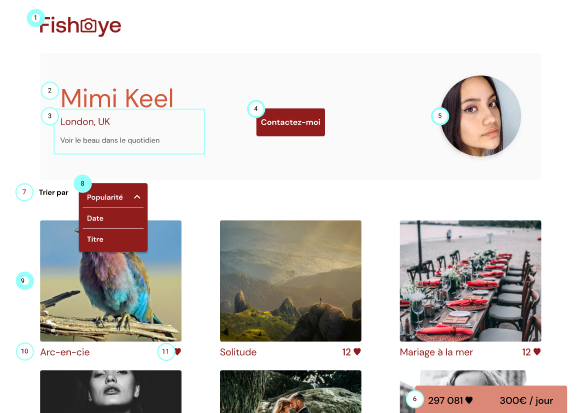 1
Fisheye
2
Mimi Keel
3
London, UK
Voir le beau dans le quotidien
4
Contactez-moi
5
7
Trier par
8
Popularité
Date
Titre
9
10
Arc-en-cie
11
Solitude
12
Mariage à la mer
12
6
297 081
300€ / jour